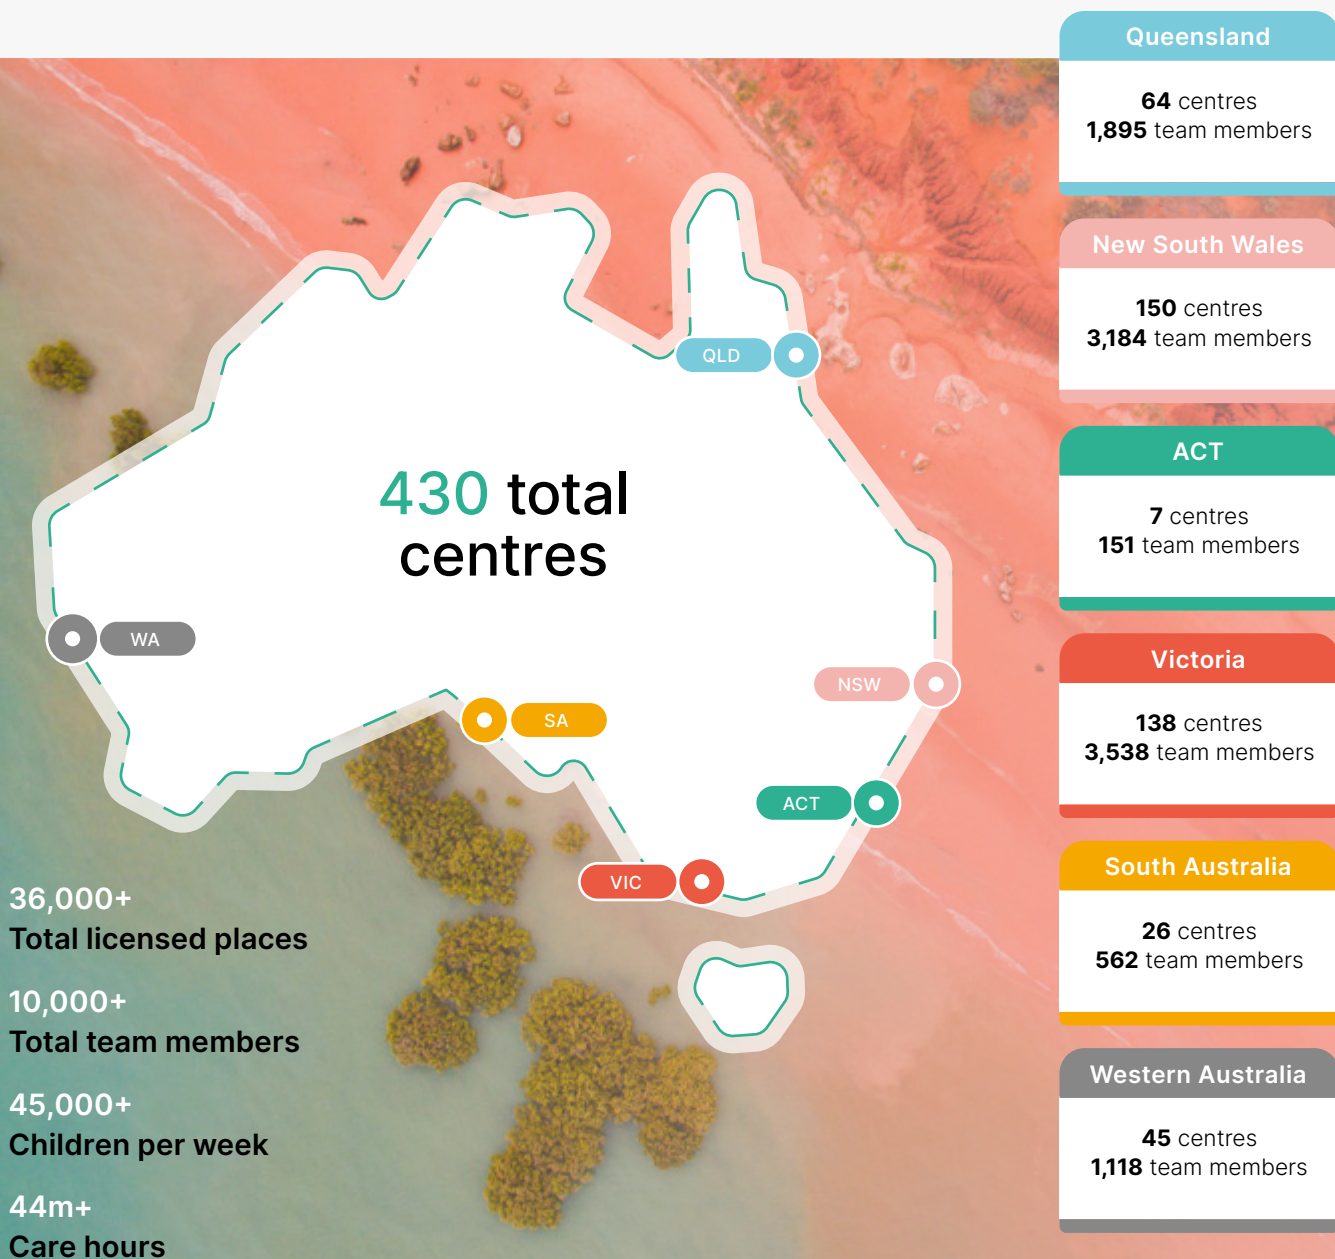 Queensland
64 centres
1,895 team members
New South Wales
150 centres
3,184 team members
ACT
7 centres
151 team members
Victoria
138 centres
3,538 team members
South Australia
26 centres
562 team members
Western Australia
45 centres
1,118 team members
430 total
centres
QLD
WA
NSW
SA
ACT
VIC
36,000+
Total licensed places
10,000+
Total team members
45,000+
Children per week
44m+
Care hours